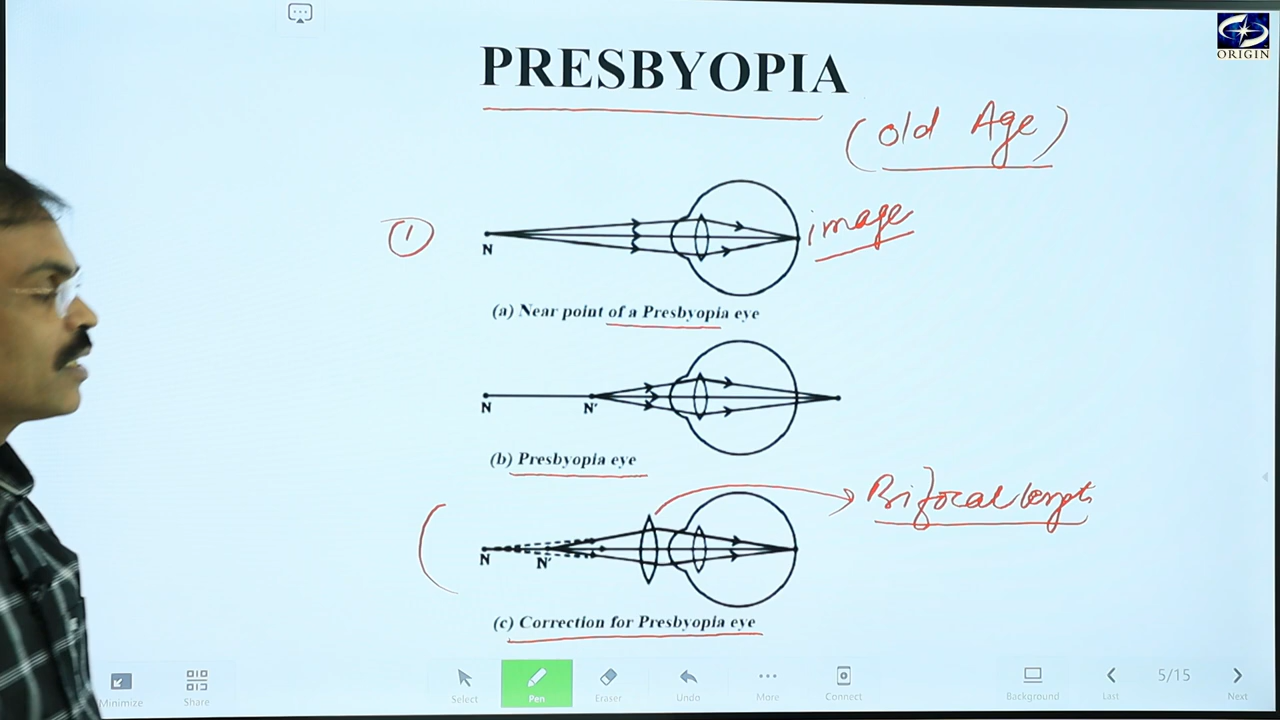 ORIGIN
PRESBYOPIA
(old Age)
①
image
N
(a) Near point of a Presbyopia eye
N
N'
(b) Presbyopia eye
Bifocal
N
N'
(c) Correction for Presbyopia eye
Minimize
Share
Select
Pen
Eraser
Undo
More
Connect
Background
Last
5/15
Next